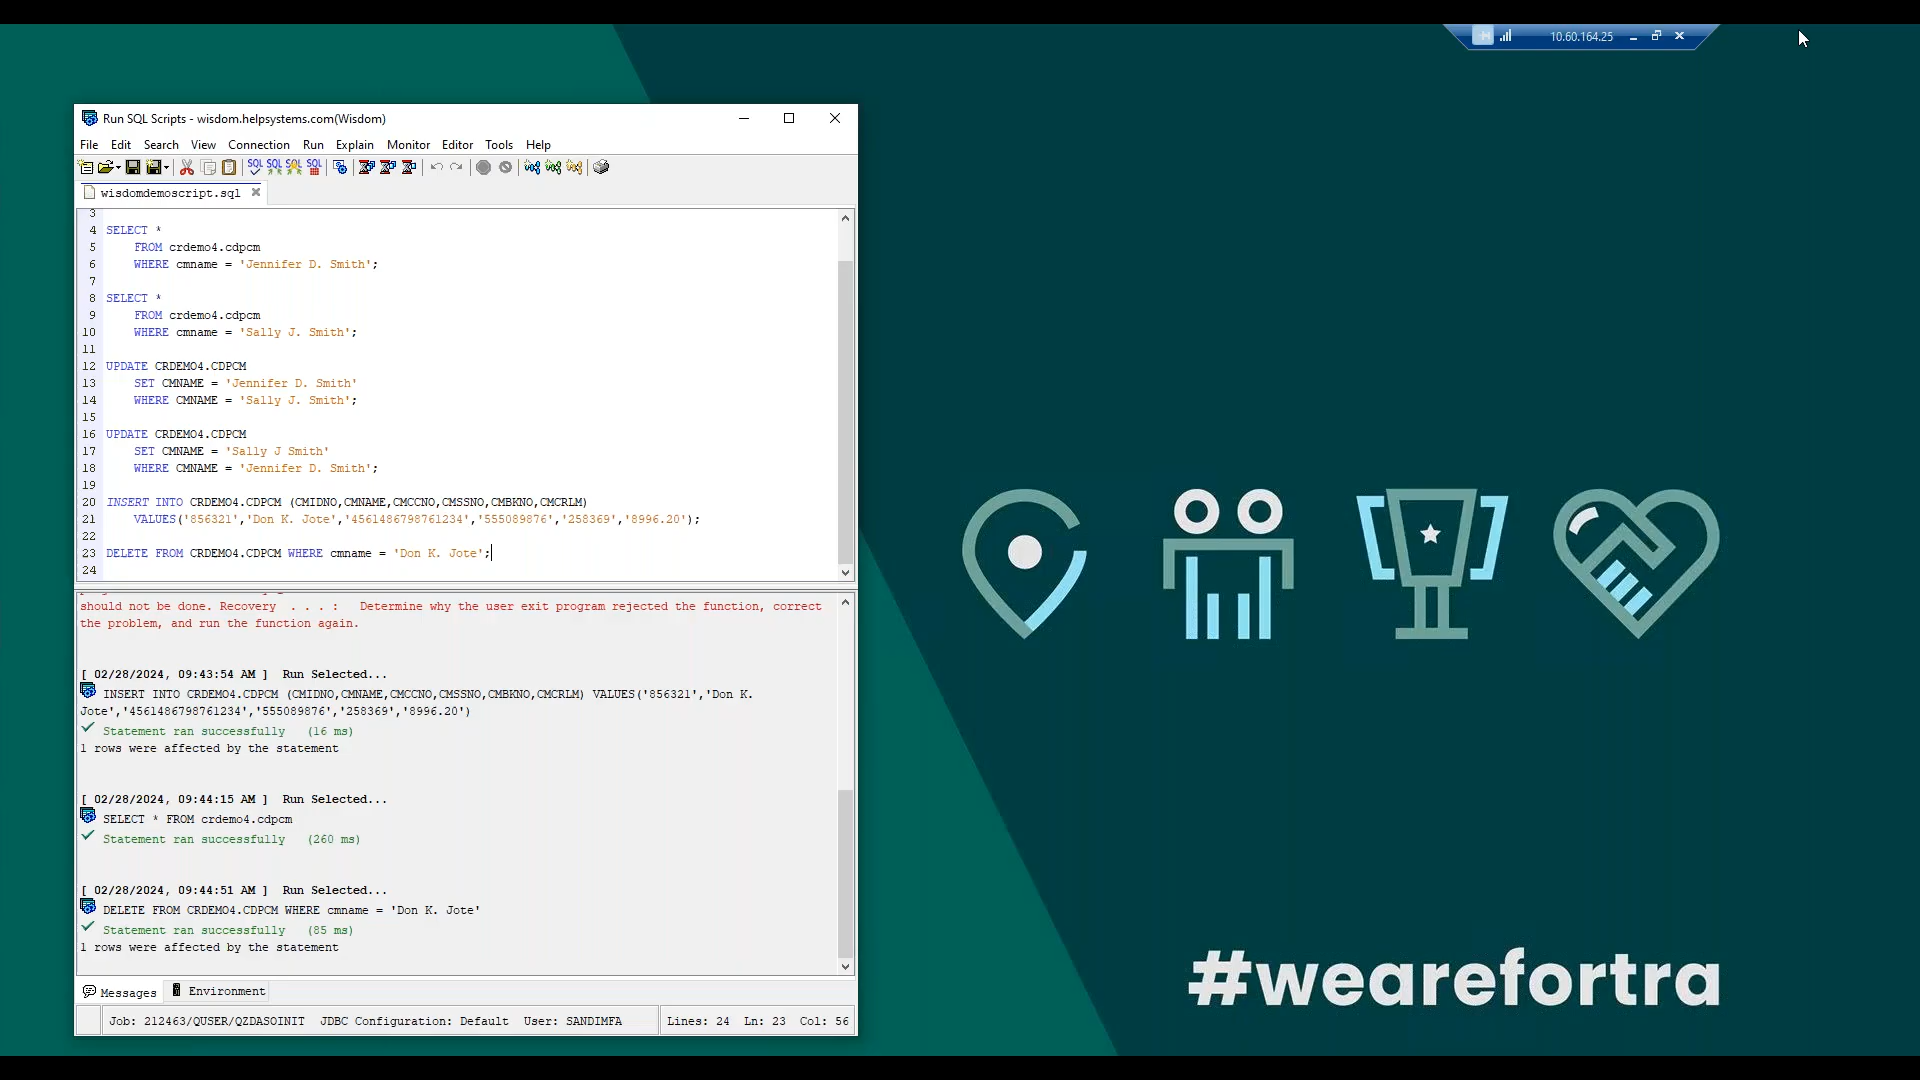 10.60.164.25
Run SQL Scripts - wisdom.helpsystems.com(Wisdom)
File Edit Search View Connection Run Explain Monitor Editor Tools Help
wisdomdemoscript.sql
3
4 SELECT *
5 FROM crdemo4.cdpcm
6 WHERE cmname = 'Jennifer D. Smith';
7
8 SELECT *
9 FROM crdemo4.cdpcm
10 WHERE cmname = 'Sally J. Smith';
11
12 UPDATE CRDEMO4.CDPCM
13 SET CMNAME = 'Jennifer D. Smith'
14 WHERE CMNAME = 'Sally J. Smith';
15
16 UPDATE CRDEMO4.CDPCM
17 SET CMNAME = 'Sally J Smith'
18 WHERE CMNAME = 'Jennifer D. Smith';
19
20 INSERT INTO CRDEMO4.CDPCM (CMIDNO,CMNAME,CMCCNO,CMSSNO,CMBKNO,CMCRLM)
21 VALUES('856321','Don K. Jote','4561486798761234','555089876','258369','8996.20');
22
23 DELETE FROM CRDEMO4.CDPCM WHERE cmname = 'Don K. Jote';
24
should not be done. Recovery . . . : Determine why the user exit program rejected the function, correct
the problem, and run the function again.
[ 02/28/2024, 09:43:54 AM ] Run Selected...
INSERT INTO CRDEMO4.CDPCM (CMIDNO,CMNAME,CMCCNO,CMSSNO,CMBKNO,CMCRLM) VALUES('856321','Don K.
Jote','4561486798761234','555089876','258369','8996.20')
Statement ran successfully (16 ms)
1 rows were affected by the statement
[ 02/28/2024, 09:44:15 AM ] Run Selected...
SELECT * FROM crdemo4.cdpcm
Statement ran successfully (260 ms)
[ 02/28/2024, 09:44:51 AM ] Run Selected...
DELETE FROM CRDEMO4.CDPCM WHERE cmname = 'Don K. Jote'
Statement ran successfully (85 ms)
1 rows were affected by the statement
Messages Environment
Job: 212463/QUSER/QZDASOINIT JDBC Configuration: Default User: SANDIMFA Lines: 24 Ln: 23 Col: 56
#wearefortra